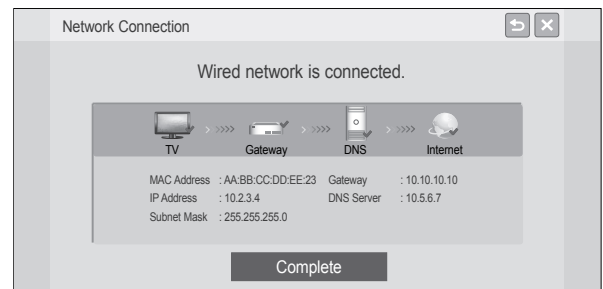 Network Connection
Wired network is connected.
TV
Gateway
DNS
Internet
MAC Address : AA:BB:CC:DD:EE:23 Gateway : 10.10.10.10
IP Address : 10.2.3.4 DNS Server : 10.5.6.7
Subnet Mask : 255.255.255.0
Complete